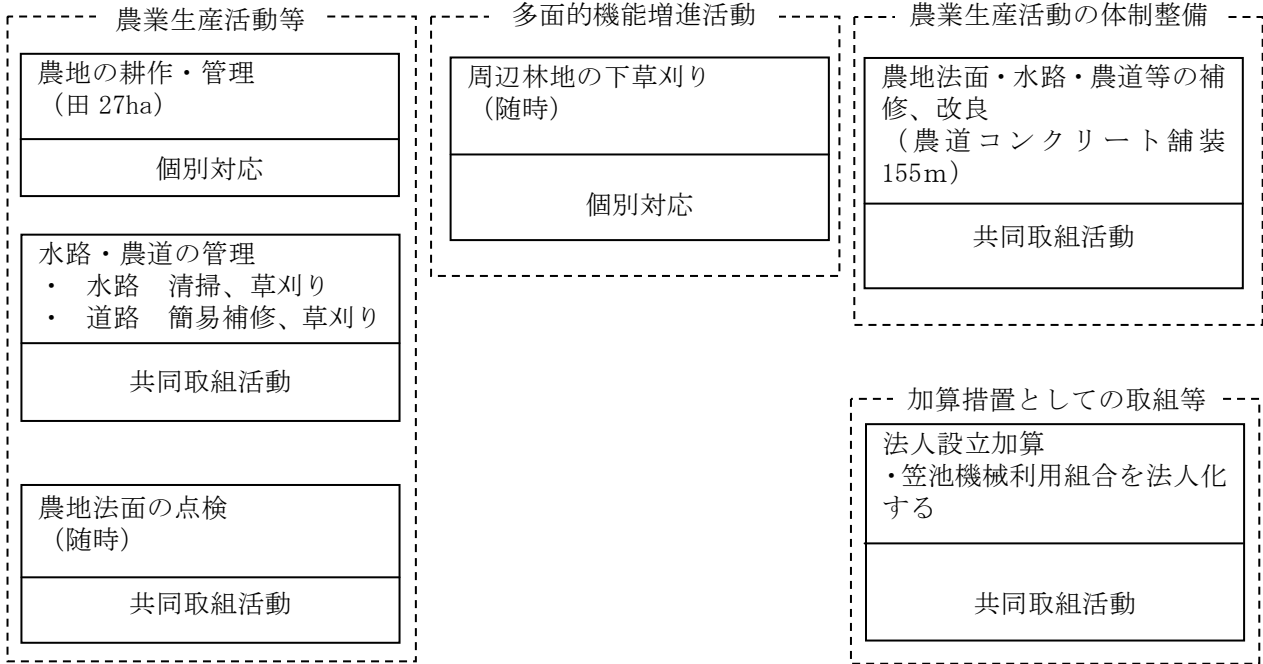 農業生産活動等
農地の耕作・管理
（田 27ha）
個別対応
水路・農道の管理
・ 水路　清掃、草刈り
・ 道路　簡易補修、草刈り
共同取組活動
農地法面の点検
（随時）
共同取組活動
多面的機能増進活動
周辺林地の下草刈り
（随時）
個別対応
農業生産活動の体制整備
農地法面・水路・農道等の補
修、改良
（農道コンクリート舗装
155ｍ）
共同取組活動
加算措置としての取組等
法人設立加算
・笠池機械利用組合を法人化
する
共同取組活動